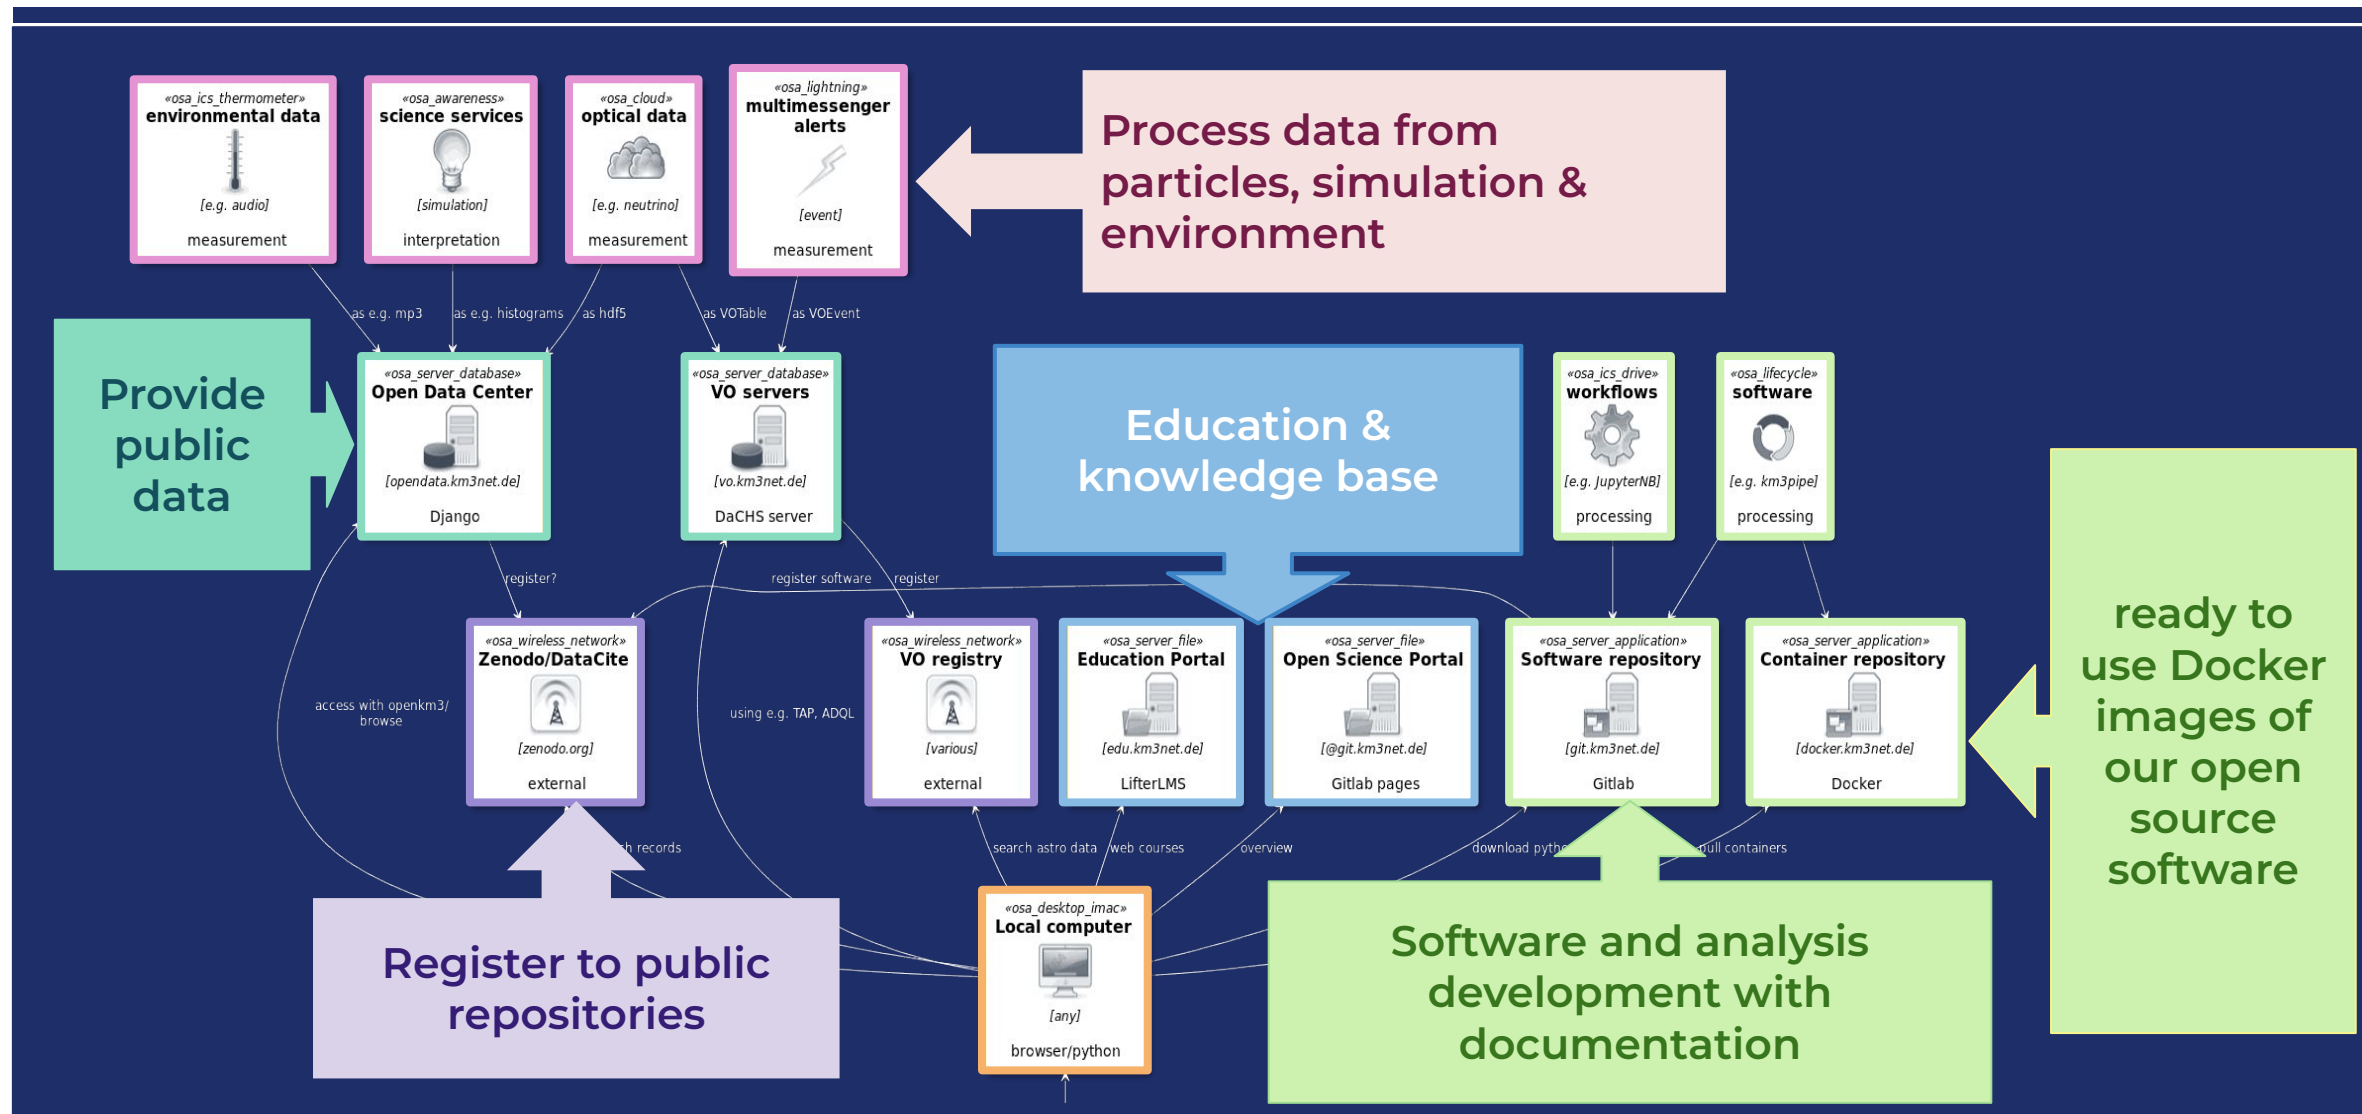 «osa_ics_thermometer»
environmental data
[e.g. audio]
measurement
«osa_awareness»
science services
[simulation]
interpretation
«osa_cloud»
optical data
[e.g. neutrino]
measurement
«osa_lightning»
multimessenger
alerts
[event]
measurement
Process data from
particles, simulation &
environment
as e.g. mp3
as e.g. histograms
as hdf5
as VOTable
as VOEvent
Provide
public
data
«osa_server_database»
Open Data Center
[opendata.km3net.de]
Django
«osa_server_database»
VO servers
[vo.km3net.de]
DaCHS server
Education &
knowledge base
«osa_ics_drive»
workflows
[e.g. JupyterNB]
processing
«osa_lifecycle»
software
[e.g. km3pipe]
processing
ready to
use Docker
images of
our open
source
software
register?
register software
register
«osa_wireless_network»
Zenodo/DataCite
[zenodo.org]
external
«osa_wireless_network»
VO registry
[various]
external
«osa_server_file»
Education Portal
[edu.km3net.de]
LifterLMS
«osa_server_file»
Open Science Portal
[@git.km3net.de]
Gitlab pages
«osa_server_application»
Software repository
[git.km3net.de]
Gitlab
«osa_server_application»
Container repository
[docker.km3net.de]
Docker
access with openkm3/
browse
using e.g. TAP, ADQL
records
search astro data
web courses
overview
download
pull containers
Register to public
repositories
«osa_desktop_imac»
Local computer
[any]
browser/python
Software and analysis
development with
documentation